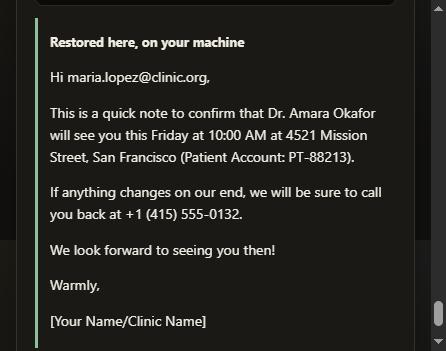 Restored here, on your machine
Hi maria.lopez@clinic.org,
This is a quick note to confirm that Dr. Amara Okafor
will see you this Friday at 10:00 AM at 4521 Mission
Street, San Francisco (Patient Account: PT-88213).
If anything changes on our end, we will be sure to call
you back at +1 (415) 555-0132.
We look forward to seeing you then!
Warmly,
[Your Name/Clinic Name]